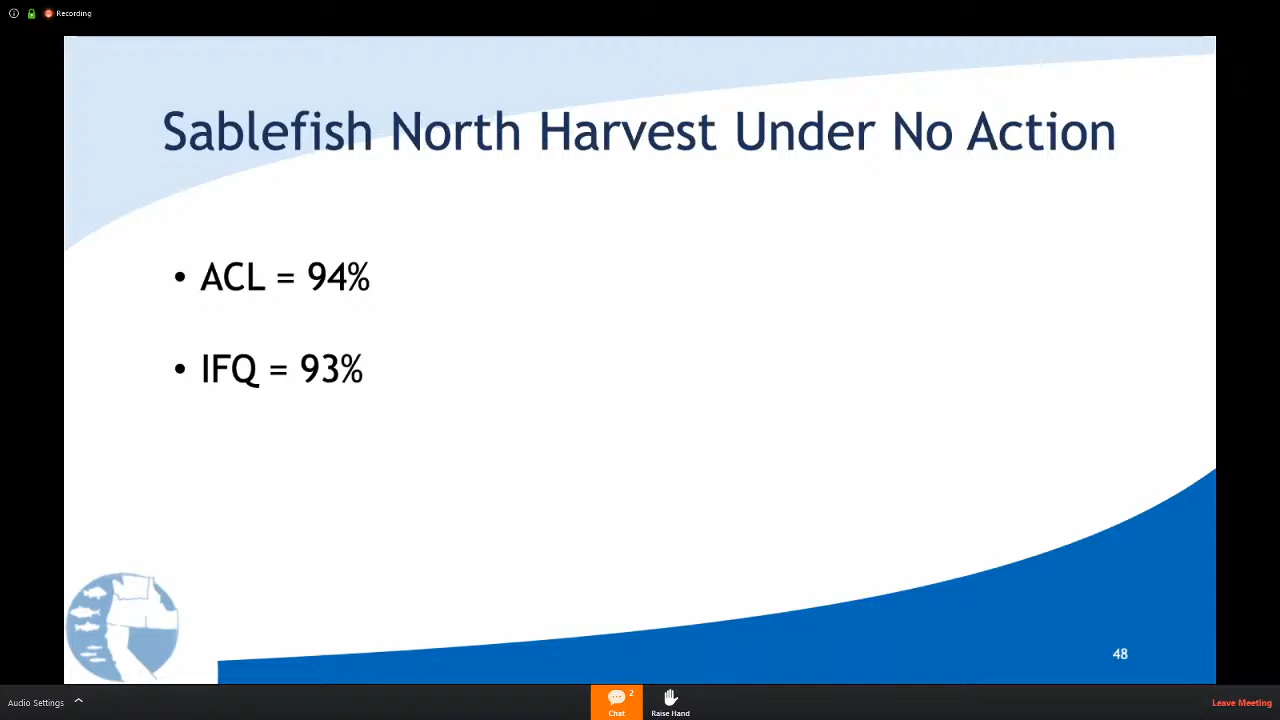 Recording
Sablefish North Harvest Under No Action
• ACL = 94%
• IFQ = 93%
48
Audio Settings
2
Chat
Raise Hand
Leave Meeting